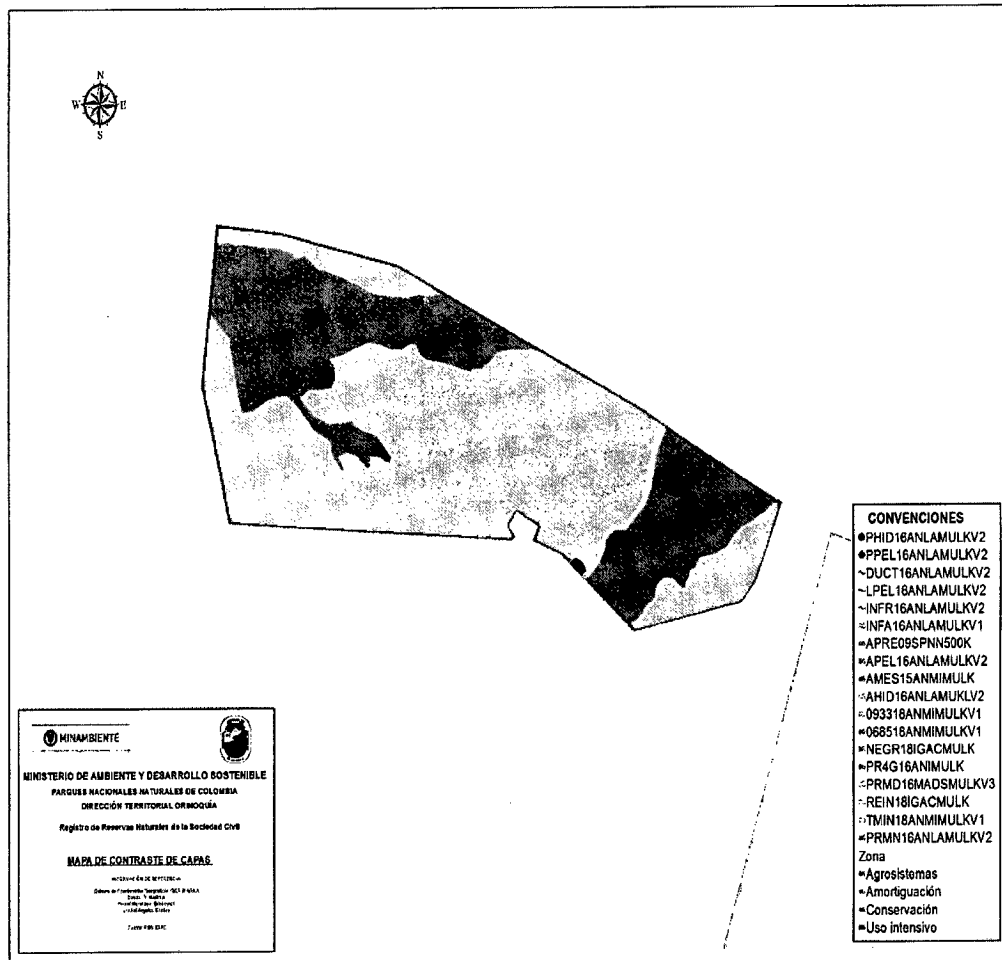 N
W E
S
CONVENCIONES
PHID16ANLAMULKV2
PPEL16ANLAMULKV2
DUCT16ANLAMULKV2
LPEL16ANLAMULKV2
INFR16ANLAMULKV2
INFA16ANLAMULKV1
APRE09SPNN500K
APEL16ANLAMULKV2
AMES15ANMIMULK
AHID16ANLAMUKLV2
093318ANMIMULKV1
068518ANMIMULKV1
NEGR18IGACMULK
PR4G16ANIMULK
PRMD16MADSMULKV3
REIN18IGACMULK
TMIN18ANMIMULKV1
PRMN16ANLAMULKV2
Zona
Agrosistemas
Amortiguación
Conservación
Uso intensivo
MINAMBIENTE
MINISTERIO DE AMBIENTE Y DESARROLLO SOSTENIBLE
PARQUES NACIONALES NATURALES DE COLOMBIA
DIRECCIÓN TERRITORIAL ORINOQUÍA
Registro de Reservas Naturales de la Sociedad Civil
MAPA DE CONTRASTE DE CAPAS